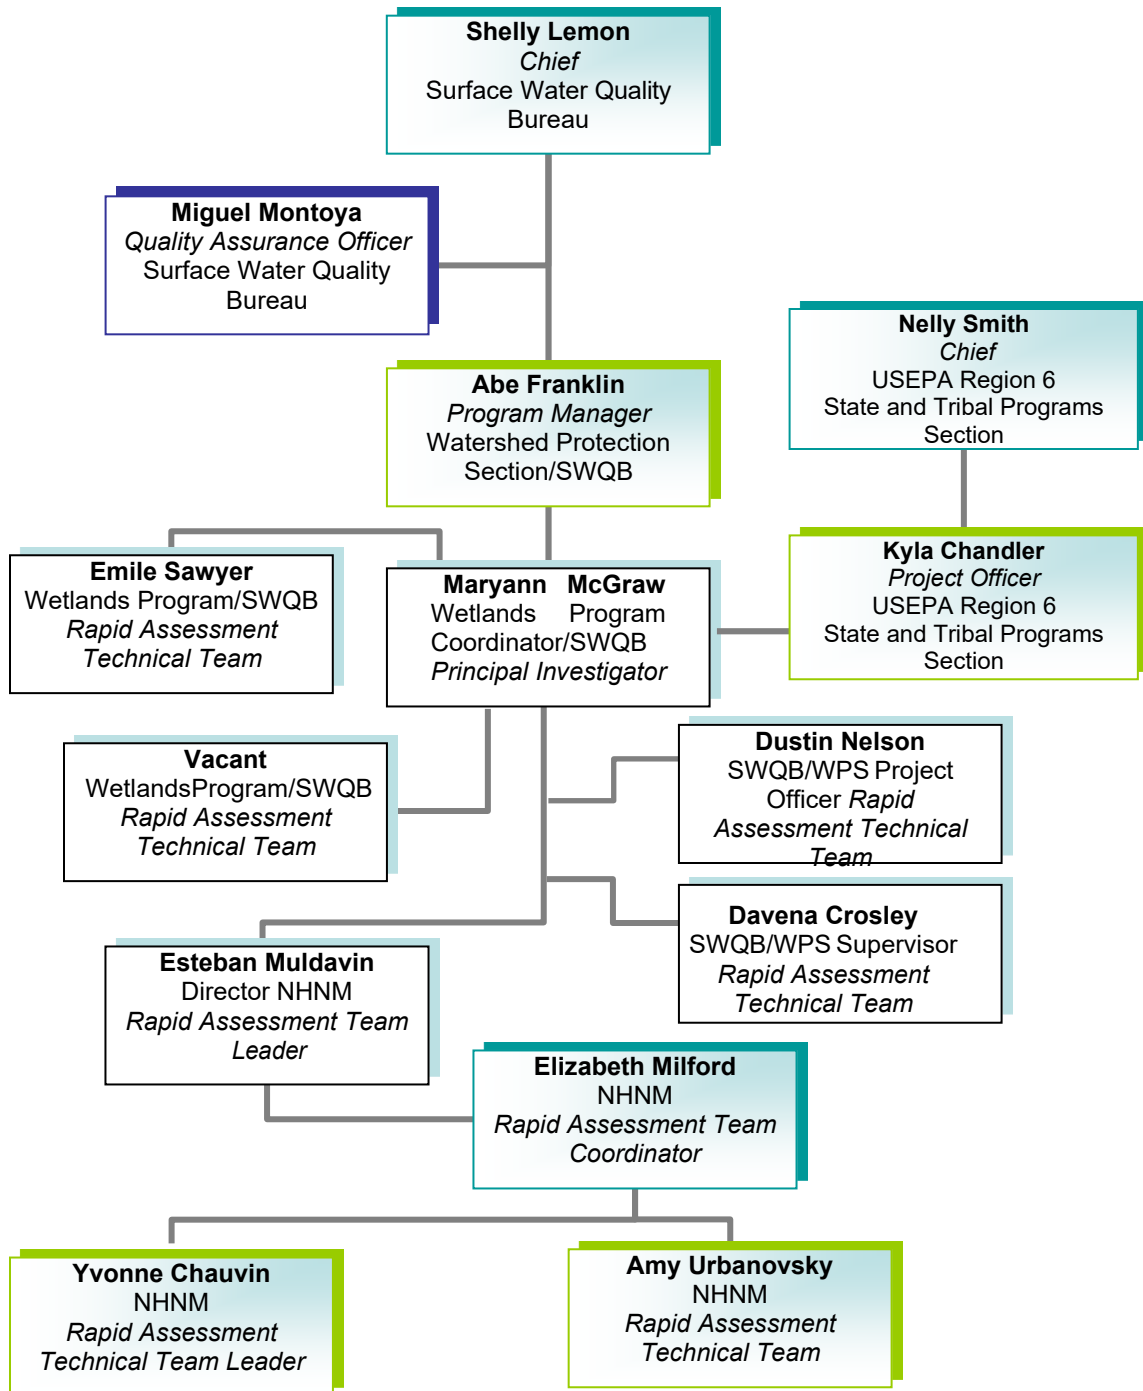 Shelly Lemon
Chief
Surface Water Quality
Bureau
Miguel Montoya
Quality Assurance Officer
Surface Water Quality
Bureau
Nelly Smith
Chief
USEPA Region 6
State and Tribal Programs
Section
Abe Franklin
Program Manager
Watershed Protection
Section/SWQB
Kyla Chandler
Project Officer
USEPA Region 6
State and Tribal Programs
Section
Emile Sawyer
Wetlands Program/SWQB
Rapid Assessment
Technical Team
Maryann McGraw
Wetlands Program
Coordinator/SWQB
Principal Investigator
Vacant
WetlandsProgram/SWQB
Rapid Assessment
Technical Team
Dustin Nelson
SWQB/WPS Project
Officer Rapid
Assessment Technical
Team
Davena Crosley
SWQB/WPS Supervisor
Rapid Assessment
Technical Team
Esteban Muldavin
Director NHNM
Rapid Assessment Team
Leader
Elizabeth Milford
NHNM
Rapid Assessment Team
Coordinator
Yvonne Chauvin
NHNM
Rapid Assessment
Technical Team Leader
Amy Urbanovsky
NHNM
Rapid Assessment
Technical Team